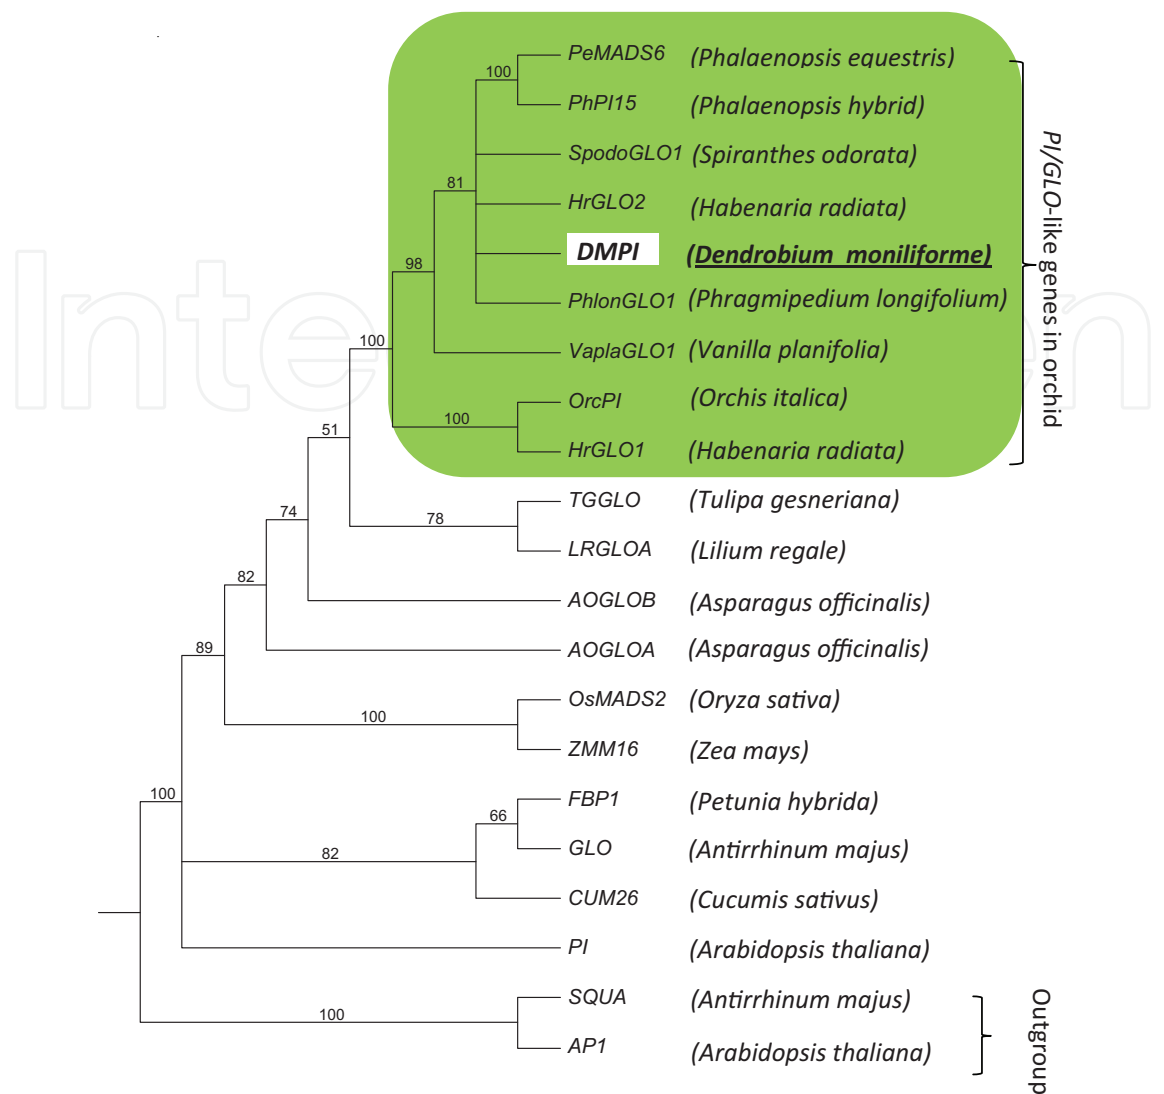 100 PeMADS6 (Phalaenopsis equestris)
PhPI15 (Phalaenopsis hybrid)
SpodoGLO1 (Spiranthes odorata)
81 HrGLO2 (Habenaria radiata)
98 DMPI (Dendrobium moniliforme)
PhlonGLO1 (Phragmipedium longifolium)
100 VaplaGLO1 (Vanilla planifolia)
OrcPI (Orchis italica)
100
51 HrGLO1 (Habenaria radiata)
PI/GLO-like genes in orchid
TGGLO (Tulipa gesneriana)
74 78
LRGLOA (Lilium regale)
82 AOGLOB (Asparagus officinalis)
89 AOGLOA (Asparagus officinalis)
OsMADS2 (Oryza sativa)
100
ZMM16 (Zea mays)
100 FBP1 (Petunia hybrida)
66
82 GLO (Antirrhinum majus)
CUM26 (Cucumis sativus)
PI (Arabidopsis thaliana)
SQUA (Antirrhinum majus)
100
AP1 (Arabidopsis thaliana)
Outgroup